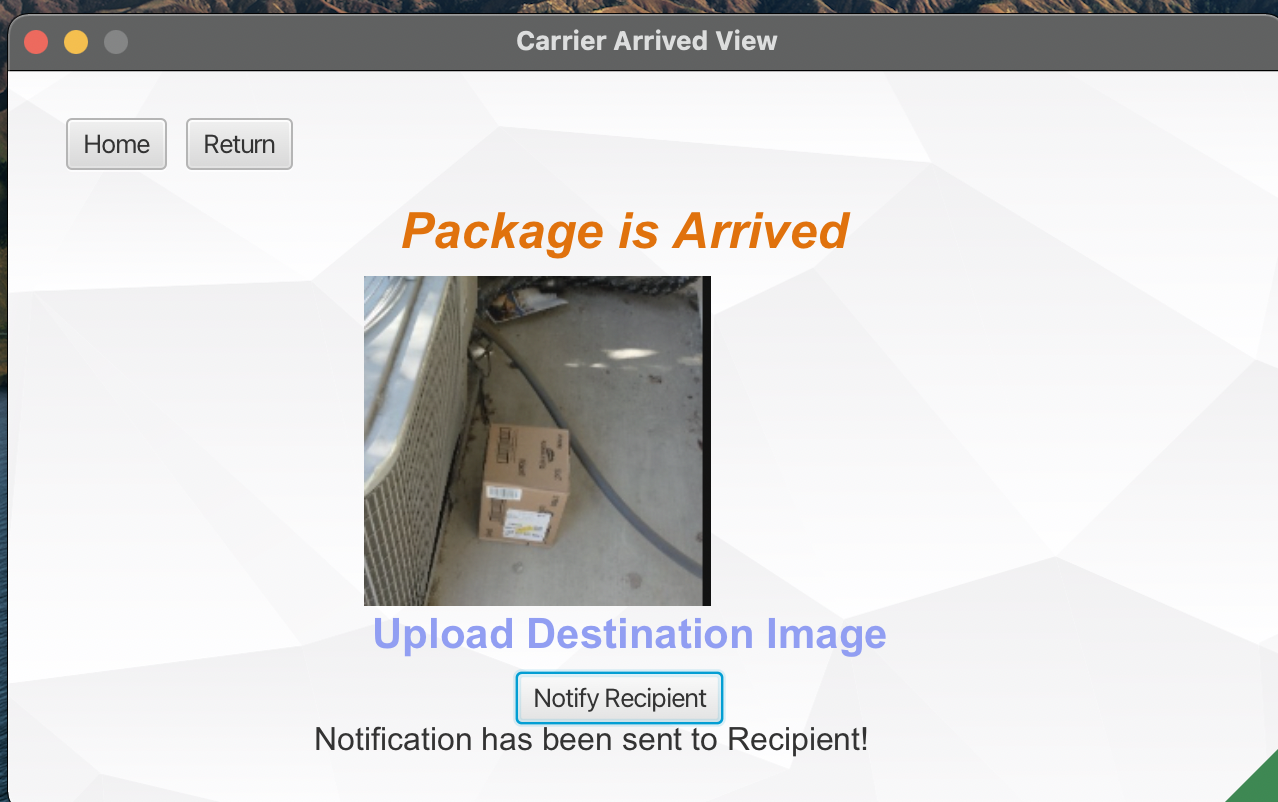 Carrier Arrived View
Home
Return
Package is Arrived
Upload Destination Image
Notify Recipient
Notification has been sent to Recipient!